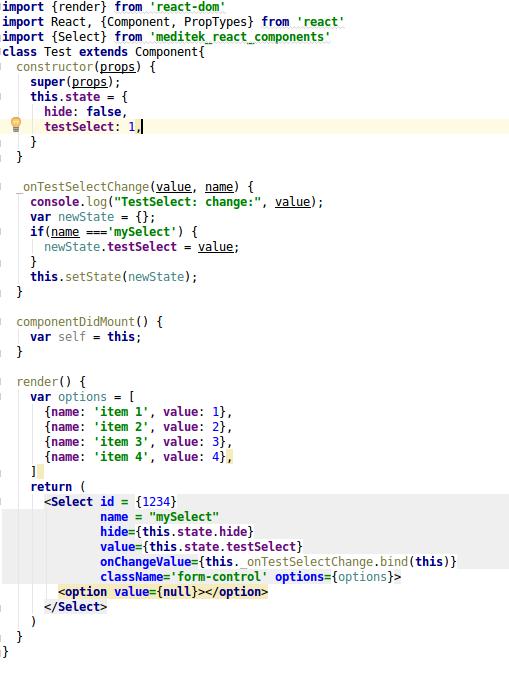 import {render} from 'react-dom'
import React, {Component, PropTypes} from 'react'
import {Select} from 'meditek_react_components'
class Test extends Component{
  constructor(props) {
    super(props);
    this.state = {
      hide: false,
      testSelect: 1,
    }
  }

  _onTestSelectChange(value, name) {
    console.log("TestSelect: change:", value);
    var newState = {};
    if(name ==='mySelect') {
      newState.testSelect = value;
    }
    this.setState(newState);
  }

  componentDidMount() {
    var self = this;
  }

  render() {
    var options = [
      {name: 'item 1', value: 1},
      {name: 'item 2', value: 2},
      {name: 'item 3', value: 3},
      {name: 'item 4', value: 4},
    ]
    return (
      <Select id = {1234}
              name = "mySelect"
              hide={this.state.hide}
              value={this.state.testSelect}
              onChangeValue={this._onTestSelectChange.bind(this)}
              className='form-control' options={options}>
        <option value={null}></option>
      </Select>
    )
  }
}